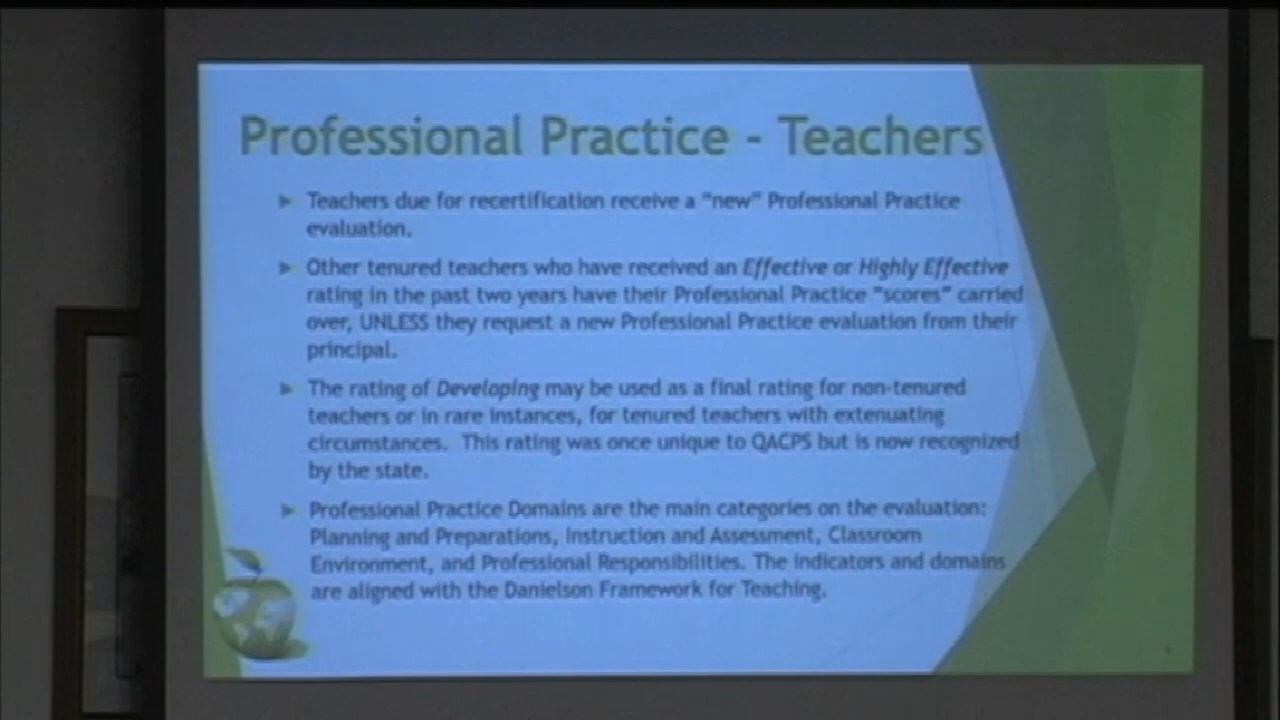 Professional Practice - Teachers
Teachers due for recertification receive a "new" Professional Practice
evaluation.
Other tenured teachers who have received an Effective or Highly Effective
rating in the past two years have their Professional Practice "scores" carried
over, UNLESS they request a new Professional Practice evaluation from their
principal.
The rating of Developing may be used as a final rating for non-tenured
teachers or in rare instances, for tenured teachers with extenuating
circumstances. This rating was once unique to QACPS but is now recognized
by the state.
Professional Practice Domains are the main categories on the evaluation:
Planning and Preparations, Instruction and Assessment, Classroom
Environment, and Professional Responsibilities. The indicators and domains
are aligned with the Danielson Framework for Teaching.